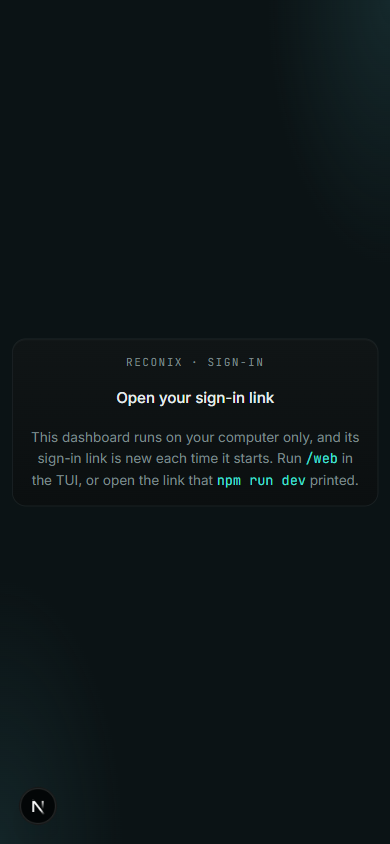 RECONIX · SIGN-IN
Open your sign-in link
This dashboard runs on your computer only, and its
sign-in link is new each time it starts. Run /web in
the TUI, or open the link that npm run dev printed.
N